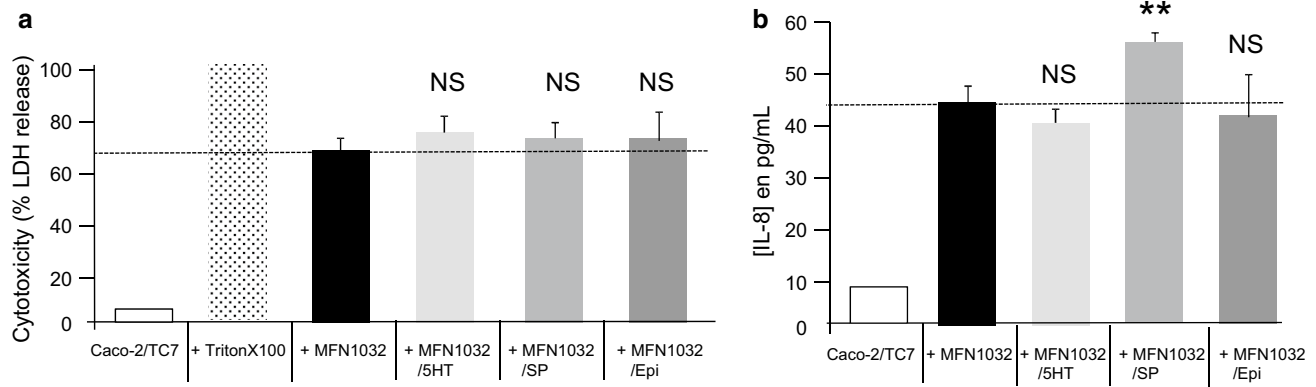 a
Cytotoxicity (% LDH release)
100
80
60
40
20
0
NS
NS
NS
Caco-2/TC7
+ TritonX100
+ MFN1032
+ MFN1032
/5HT
+ MFN1032
/SP
+ MFN1032
/Epi
b
[IL-8] en pg/mL
60
50
40
30
20
10
0
NS
**
NS
Caco-2/TC7
+ MFN1032
+ MFN1032
/5HT
+ MFN1032
/SP
+ MFN1032
/Epi